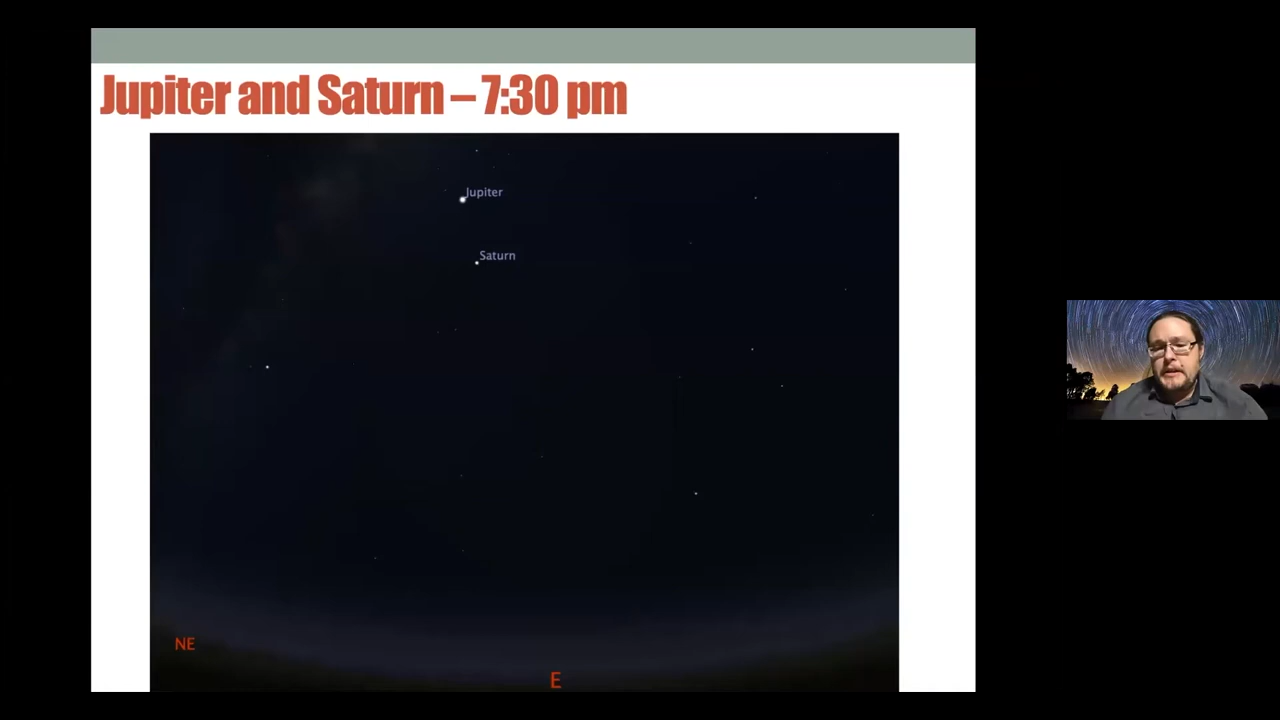 Jupiter and Saturn – 7:30 pm
Jupiter
Saturn
NE
E